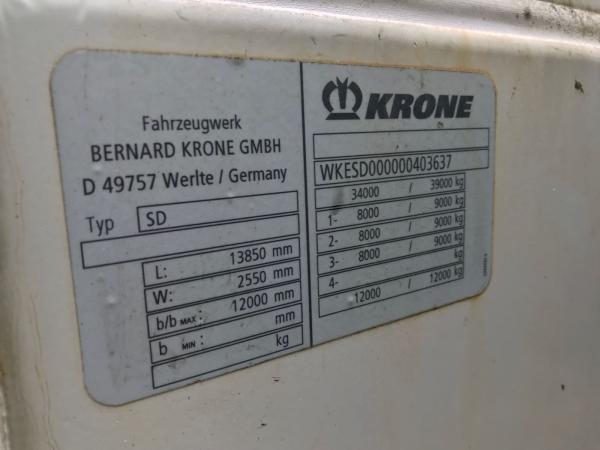 Fahrzeugwerk
BERNARD KRONE GMBH
D 49757 Werlte / Germany
Typ SD
L: 13850 mm
W: 2550 mm
b/b MAX: 12000 mm
b MIN: mm
kg
KRONE
WKESD000000403637
34000 / 39000 kg
1- 8000 / 9000 kg
2- 8000 / 9000 kg
3- 8000 / 9000 kg
4- kg
12000 / 12000 kg